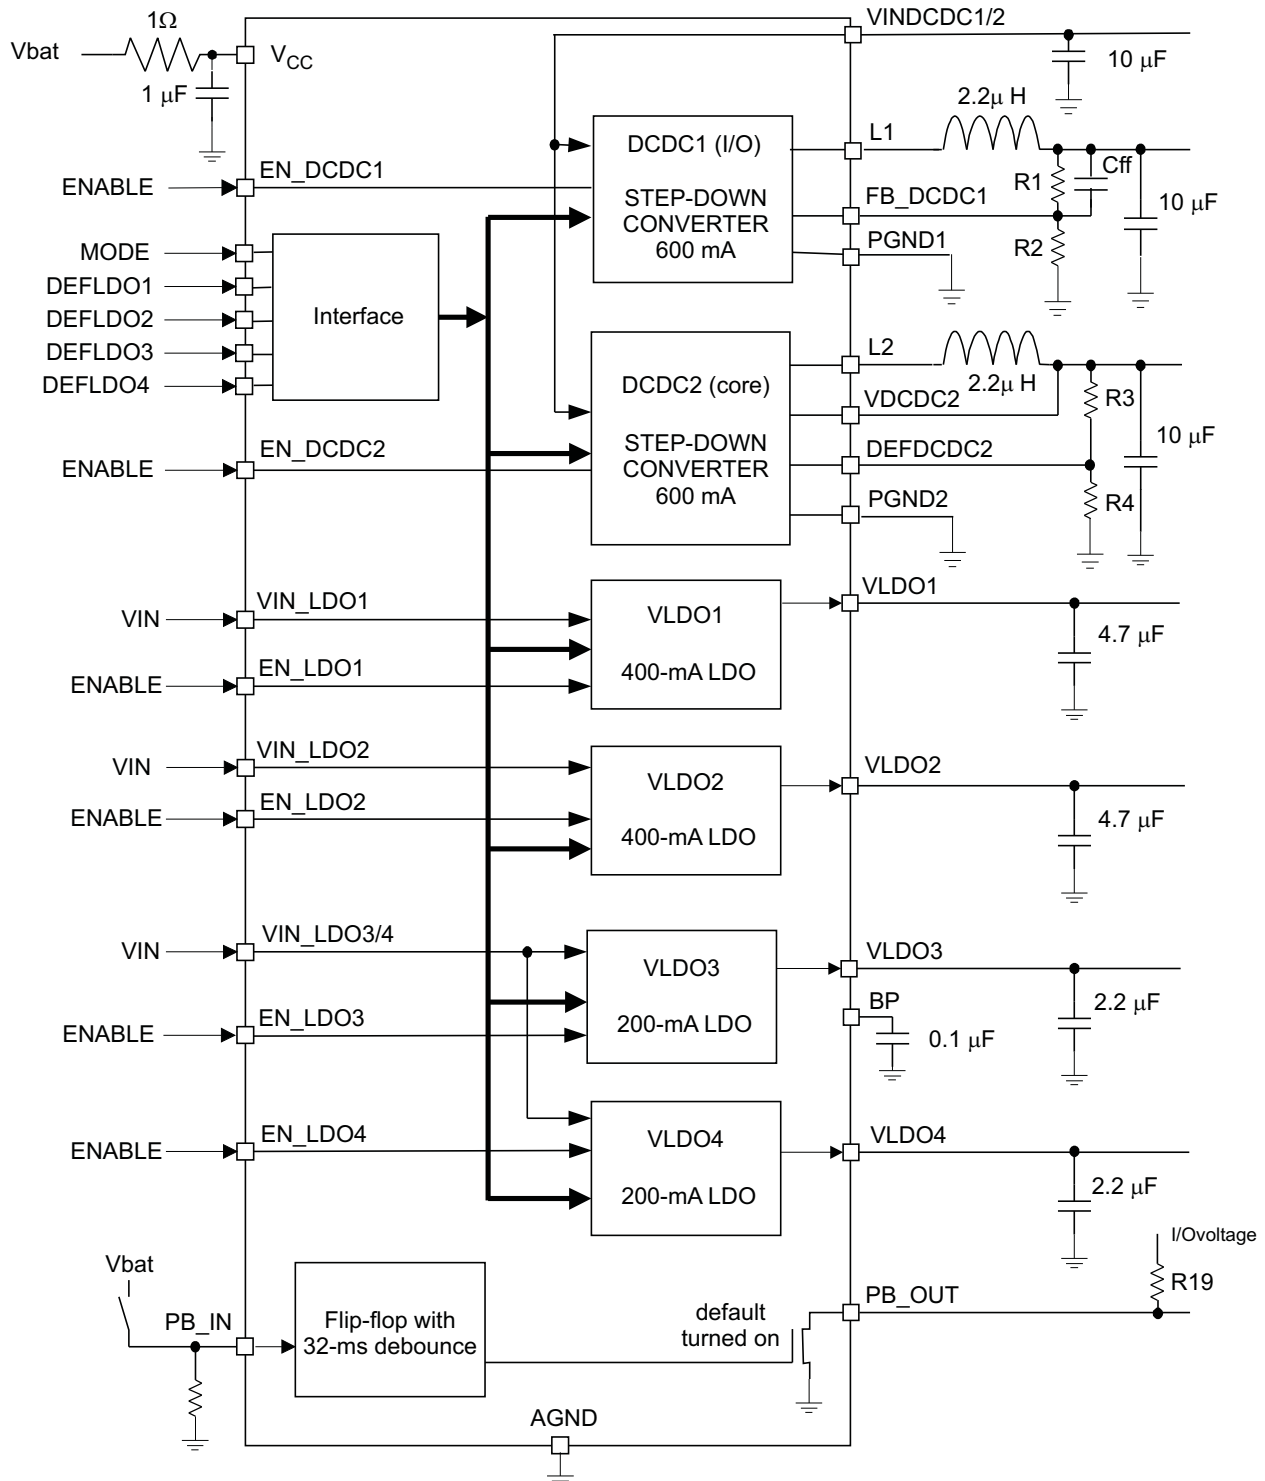 1Ω
Vbat
VCC
1 μF
VINDCDC1/2
10 μF
2.2μ H
L1
DCDC1 (I/O)
STEP-DOWN
CONVERTER
600 mA
Cff
R1
10 μF
ENABLE
EN_DCDC1
FB_DCDC1
R2
PGND1
MODE
DEFLDO1
DEFLDO2
DEFLDO3
DEFLDO4
Interface
L2
2.2μ H
DCDC2 (core)
STEP-DOWN
CONVERTER
600 mA
VDCDC2
R3
10 μF
ENABLE
EN_DCDC2
DEFDCDC2
R4
PGND2
VIN
VIN_LDO1
VLDO1
400-mA LDO
VLDO1
4.7 μF
ENABLE
EN_LDO1
VIN
VIN_LDO2
VLDO2
400-mA LDO
VLDO2
4.7 μF
ENABLE
EN_LDO2
VIN
VIN_LDO3/4
VLDO3
200-mA LDO
VLDO3
2.2 μF
BP
0.1 μF
ENABLE
EN_LDO3
ENABLE
EN_LDO4
VLDO4
200-mA LDO
VLDO4
2.2 μF
I/Ovoltage
R19
Vbat
PB_IN
Flip-flop with
32-ms debounce
default
turned on
PB_OUT
AGND